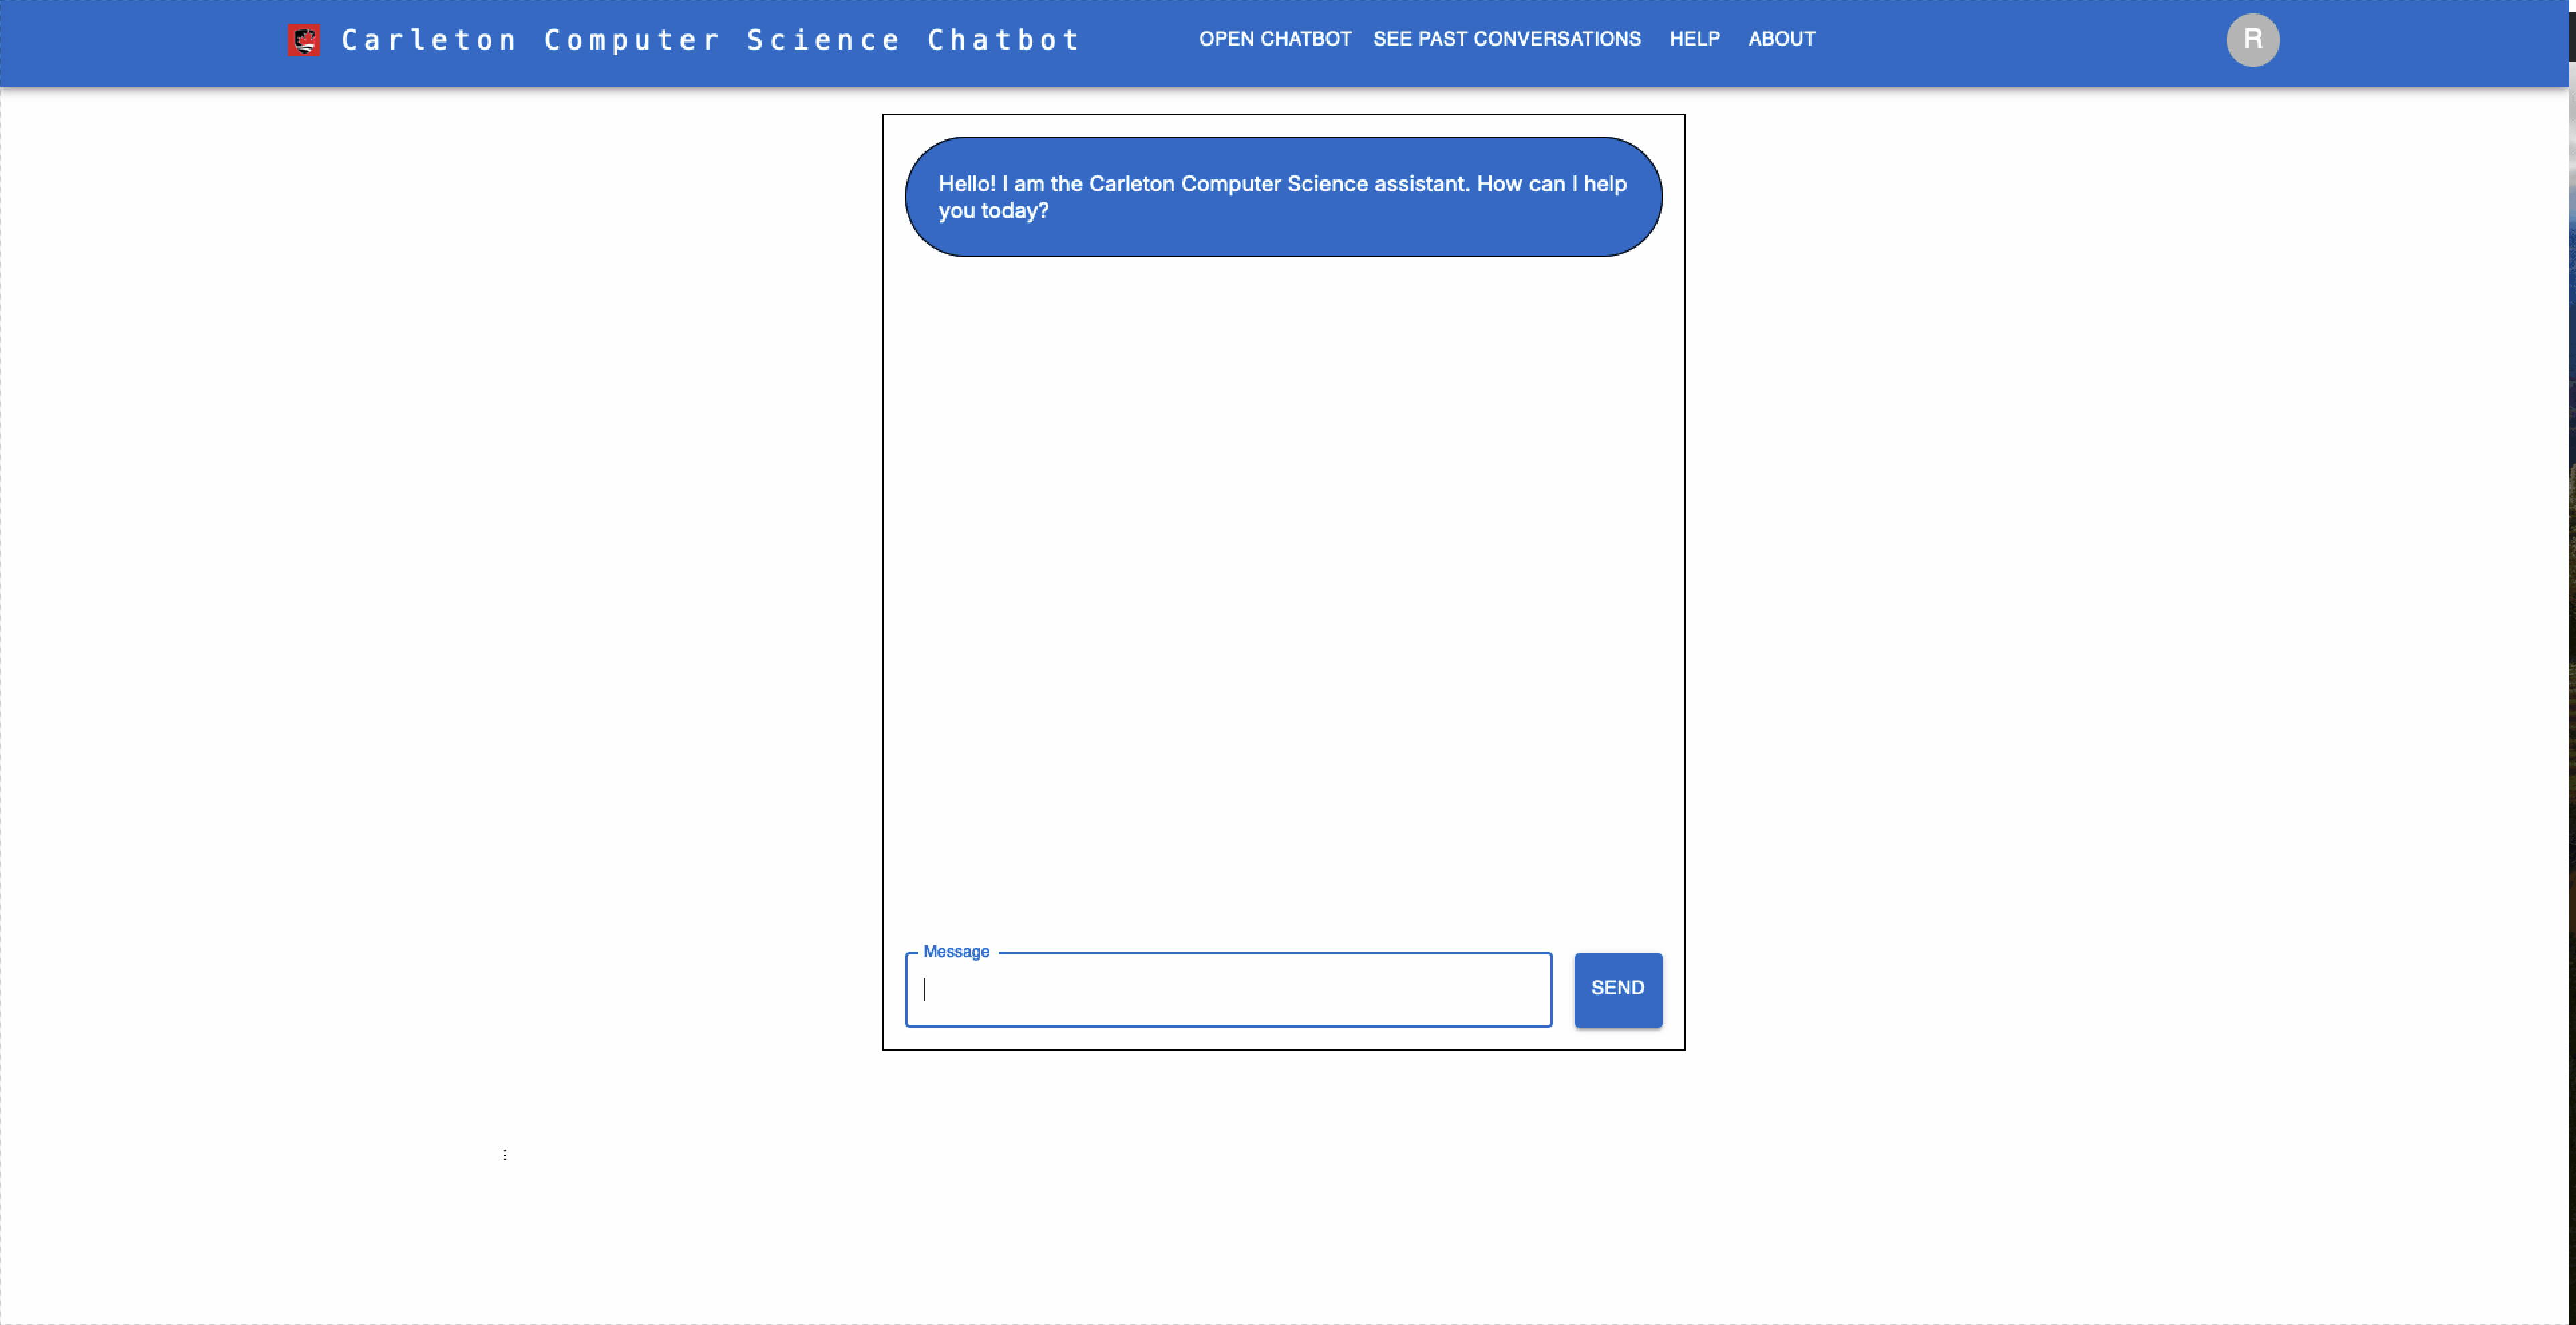 Carleton Computer Science Chatbot
OPEN CHATBOT SEE PAST CONVERSATIONS HELP ABOUT
R
Hello! I am the Carleton Computer Science assistant. How can I help
you today?
Message
SEND